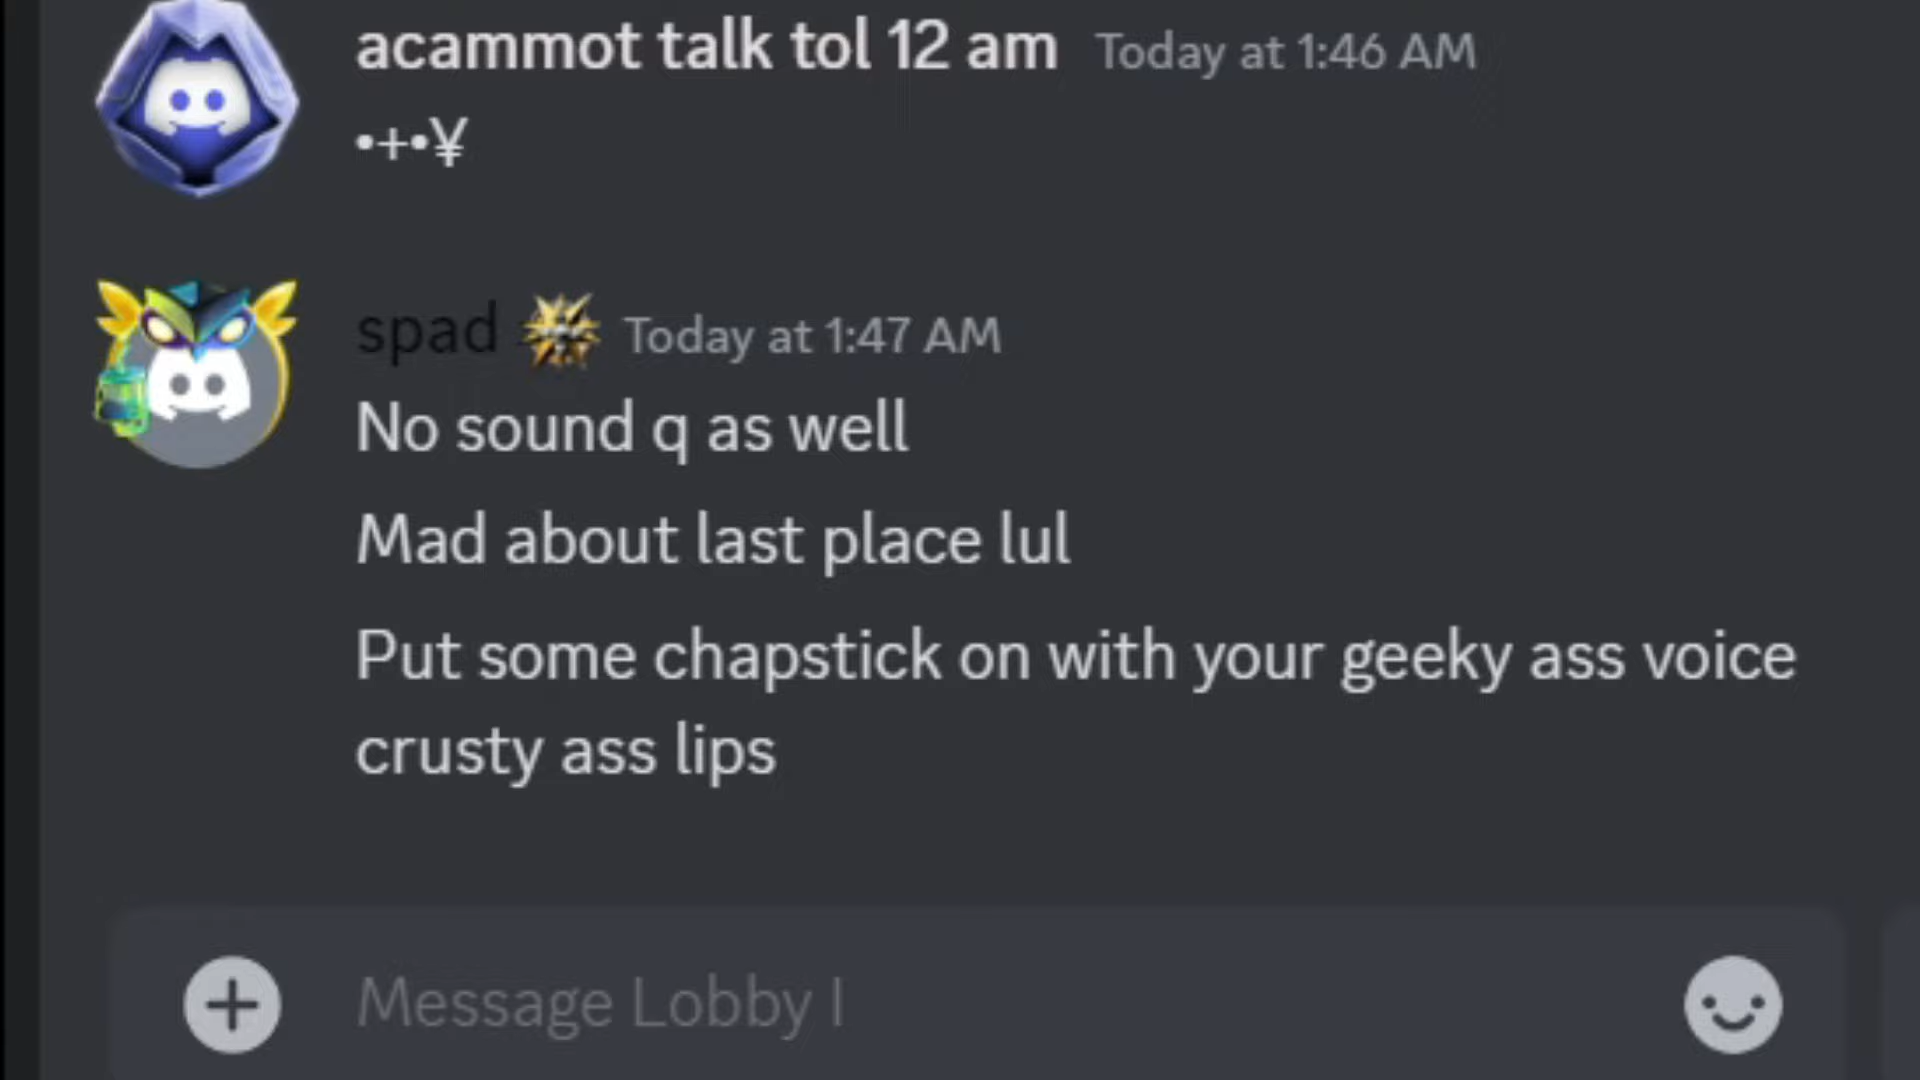 acammot talk tol 12 am Today at 1:46 AM
•+•¥
spad Today at 1:47 AM
No sound q as well
Mad about last place lul
Put some chapstick on with your geeky ass voice
crusty ass lips
Message Lobby I